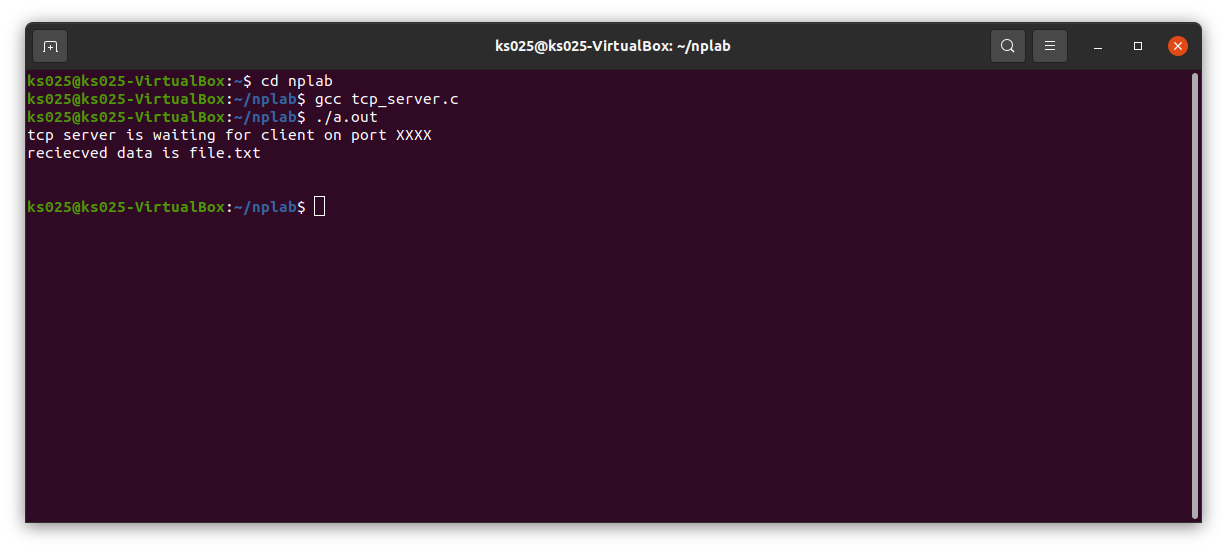 ks025@ks025-VirtualBox: ~/nplab
ks025@ks025-VirtualBox:~$ cd nplab
ks025@ks025-VirtualBox:~/nplab$ gcc tcp_server.c
ks025@ks025-VirtualBox:~/nplab$ ./a.out
tcp server is waiting for client on port XXXX
reciecved data is file.txt
ks025@ks025-VirtualBox:~/nplab$